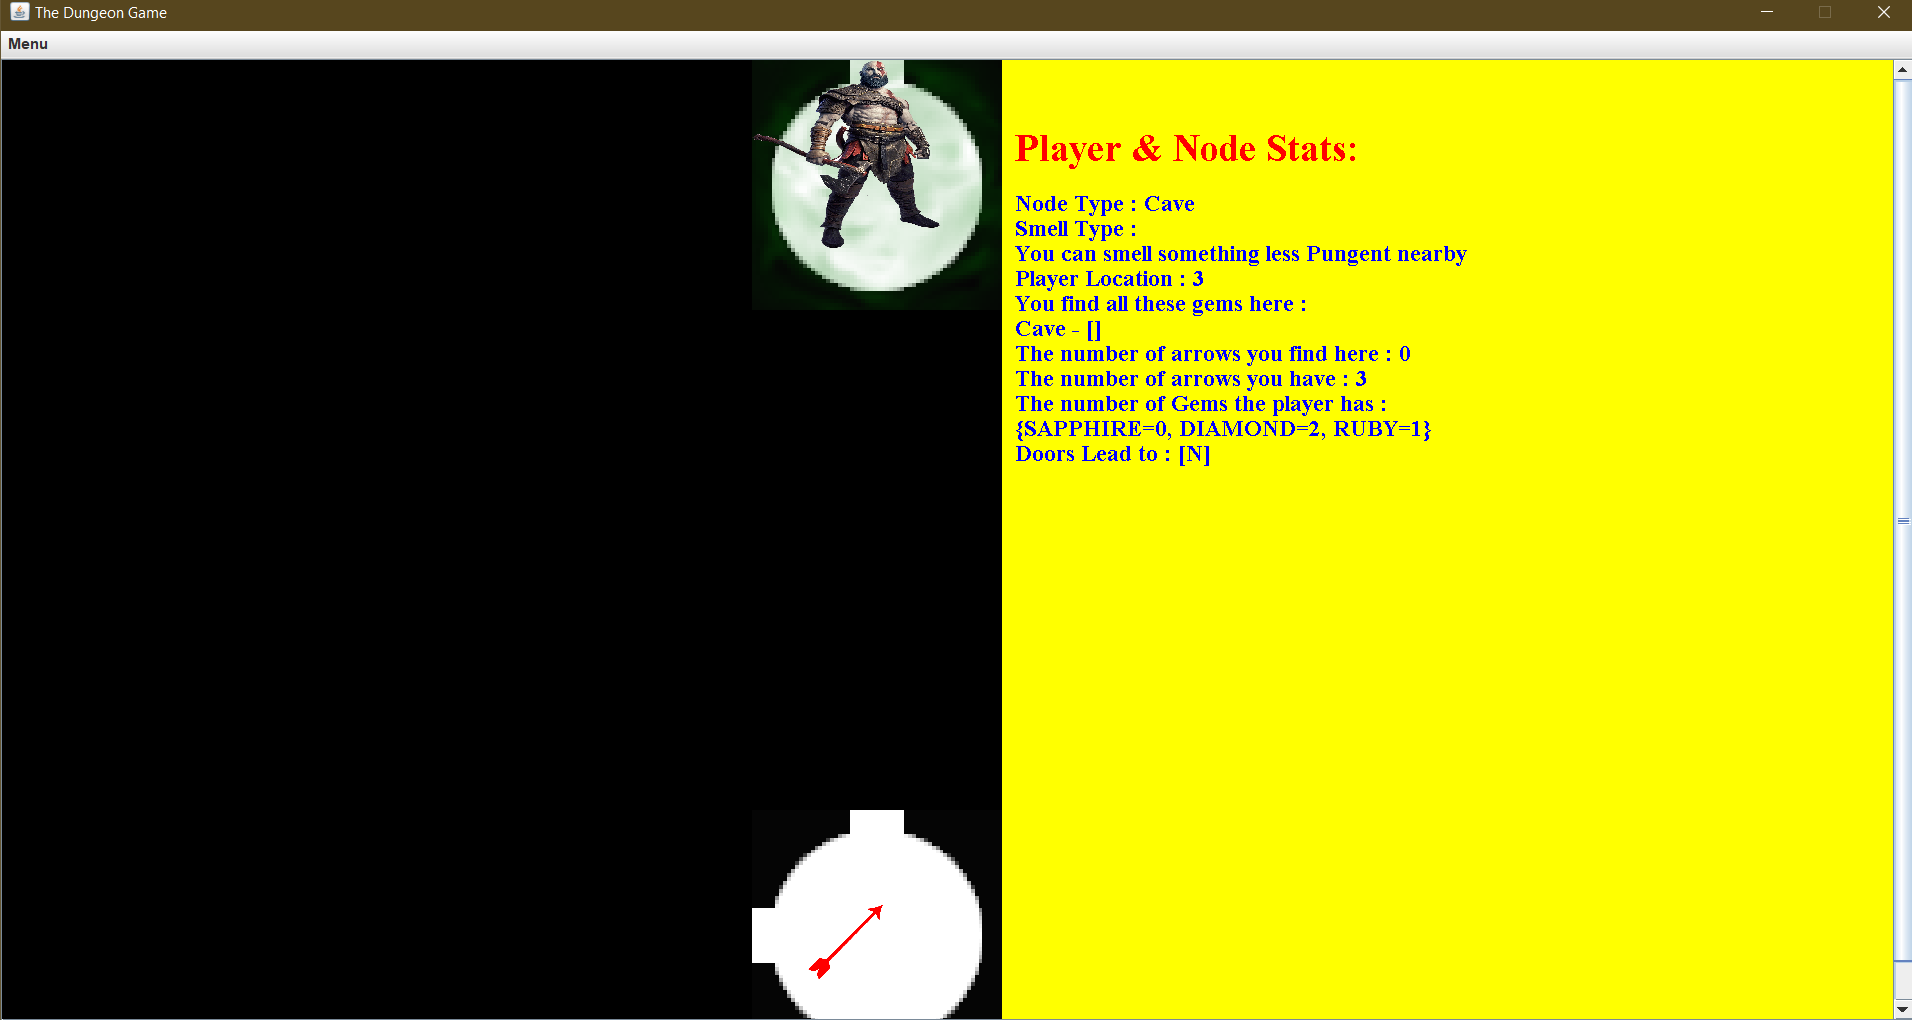 The Dungeon Game
Menu
Player & Node Stats:
Node Type : Cave
Smell Type :
You can smell something less Pungent nearby
Player Location : 3
You find all these gems here :
Cave - []
The number of arrows you find here : 0
The number of arrows you have : 3
The number of Gems the player has :
{SAPPHIRE=0, DIAMOND=2, RUBY=1}
Doors Lead to : [N]